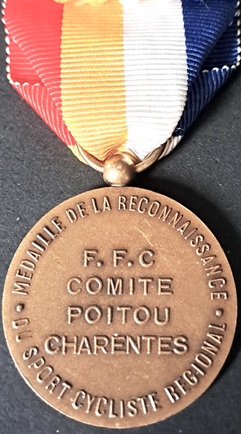 MEDAILLE DE LA RECONNAISSANCE
F. F. C
COMITE
POITOU
CHARENTES
DU SPORT CYCLISTE REGIONAL